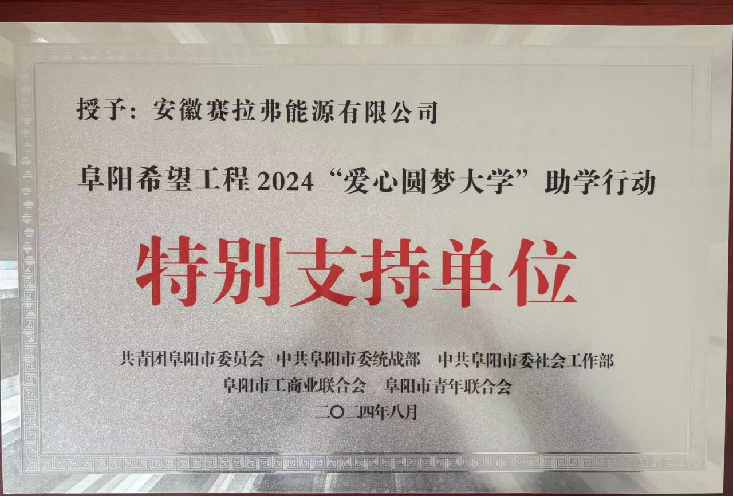 授予：安徽赛拉弗能源有限公司
阜阳希望工程2024“爱心圆梦大学”助学行动
特别支持单位
共青团阜阳市委员会 中共阜阳市委统战部 中共阜阳市委社会工作部
阜阳市工商业联合会 阜阳市青年联合会
二〇二四年八月